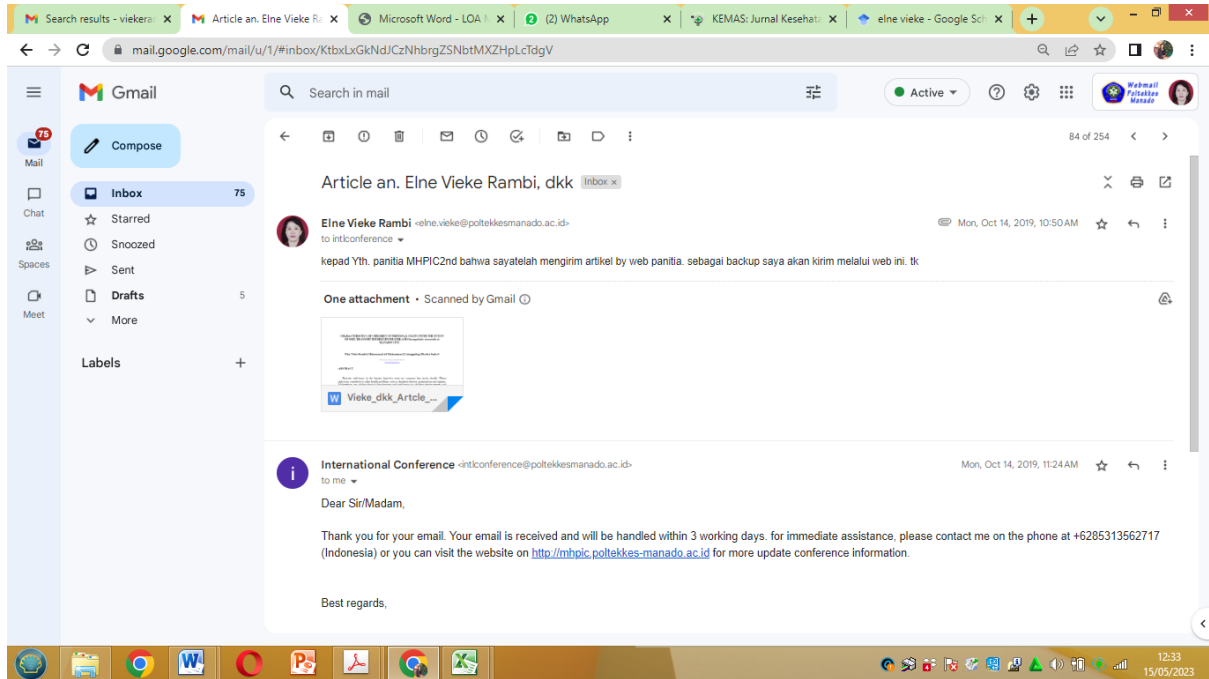 Search results - viekera
Article an. Elne Vieke Ra
Microsoft Word - LOA
(2) WhatsApp
KEMAS: Jurnal Kesehata
elne vieke - Google Sch
mail.google.com/mail/u/1/#inbox/KtbxLxGkNdJCzNhbrgZSNbtMXZHpLcTdgV
Gmail
Search in mail
Active
Webmail
Poltekkes
Manado
75
Mail
Chat
Spaces
Meet
Compose
Inbox 75
Starred
Snoozed
Sent
Drafts 5
More
Labels
84 of 254
Article an. Elne Vieke Rambi, dkk Inbox x
Elne Vieke Rambi <elne.vieke@poltekkesmanado.ac.id> Mon, Oct 14, 2019, 10:50 AM
to intlconference
kepad Yth. panitia MHPIC2nd bahwa sayatelah mengirim artikel by web panitia. sebagai backup saya akan kirim melalui web ini. tk
One attachment • Scanned by Gmail
ABSTRACT
W Vieke_dkk_Artcle_...
i
International Conference <intlconference@poltekkesmanado.ac.id> Mon, Oct 14, 2019, 11:24 AM
to me
Dear Sir/Madam,
Thank you for your email. Your email is received and will be handled within 3 working days. for immediate assistance, please contact me on the phone at +6285313562717
(Indonesia) or you can visit the website on http://mhpic.poltekkes-manado.ac.id for more update conference information.
Best regards,
12:33
15/05/2023